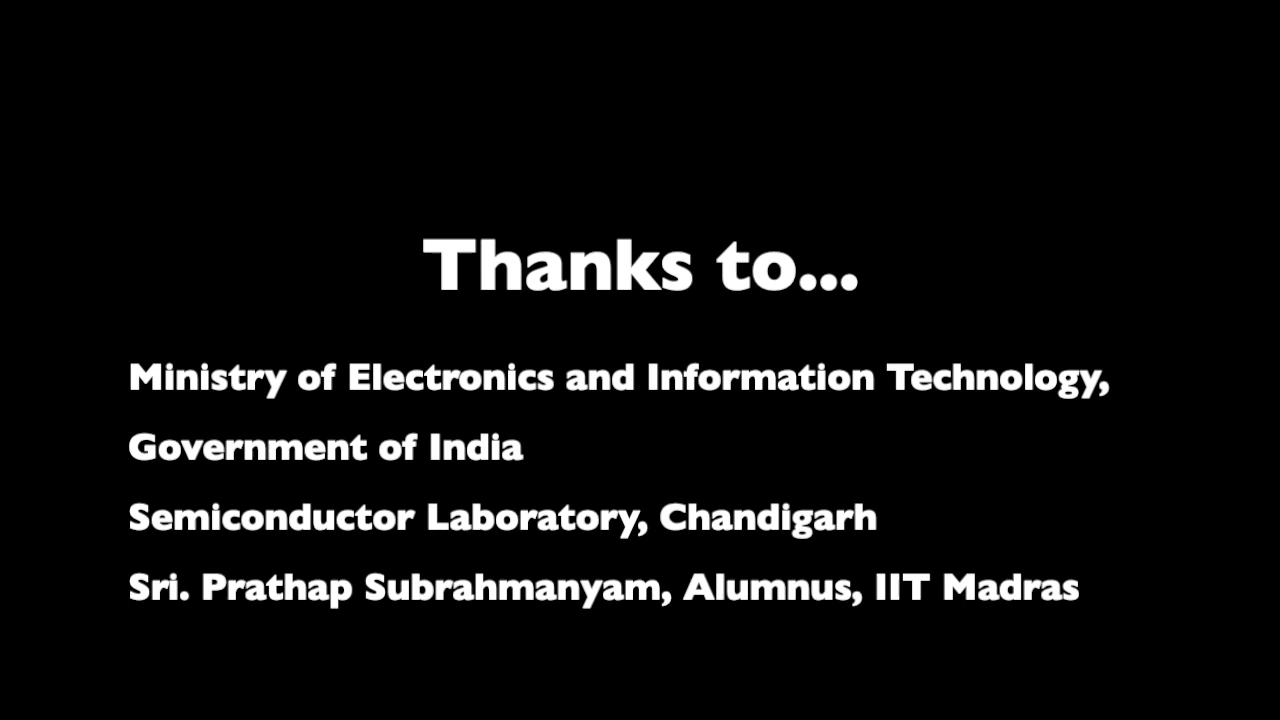 Thanks to...
Ministry of Electronics and Information Technology,
Government of India
Semiconductor Laboratory, Chandigarh
Sri. Prathap Subrahmanyam, Alumnus, IIT Madras